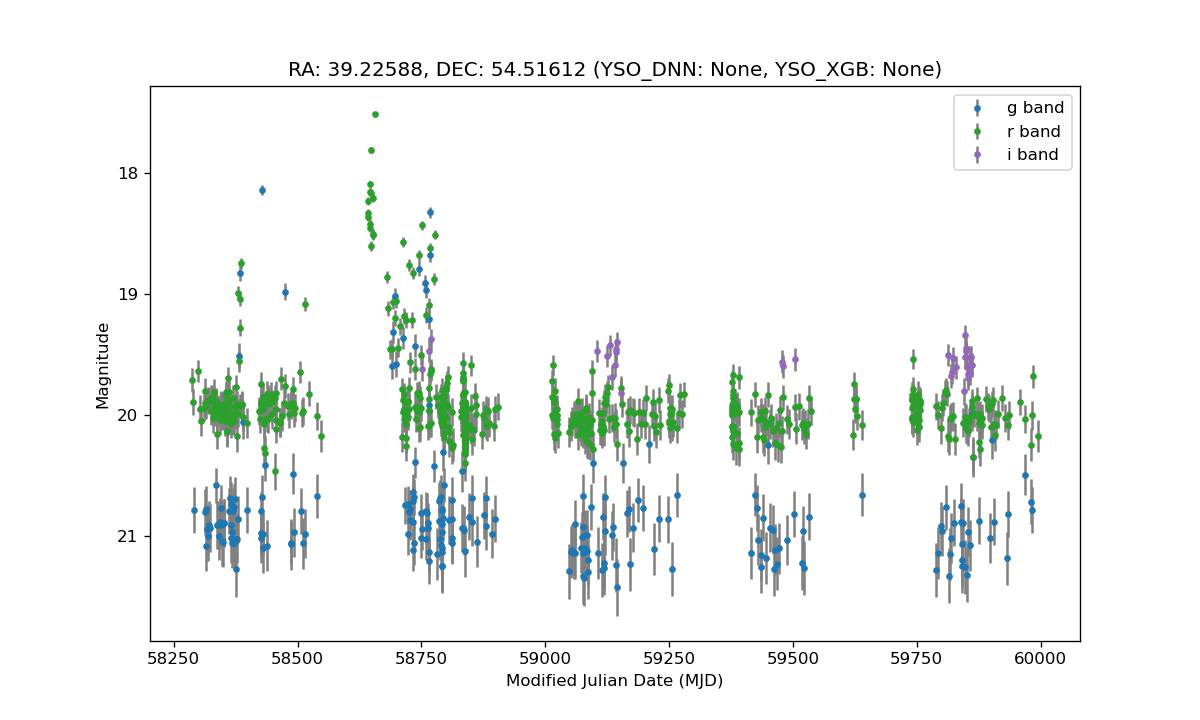 RA: 39.22588, DEC: 54.51612 (YSO_DNN: None, YSO_XGB: None)
g band
r band
i band
18
19
20
21
Magnitude
58250 58500 58750 59000 59250 59500 59750 60000
Modified Julian Date (MJD)